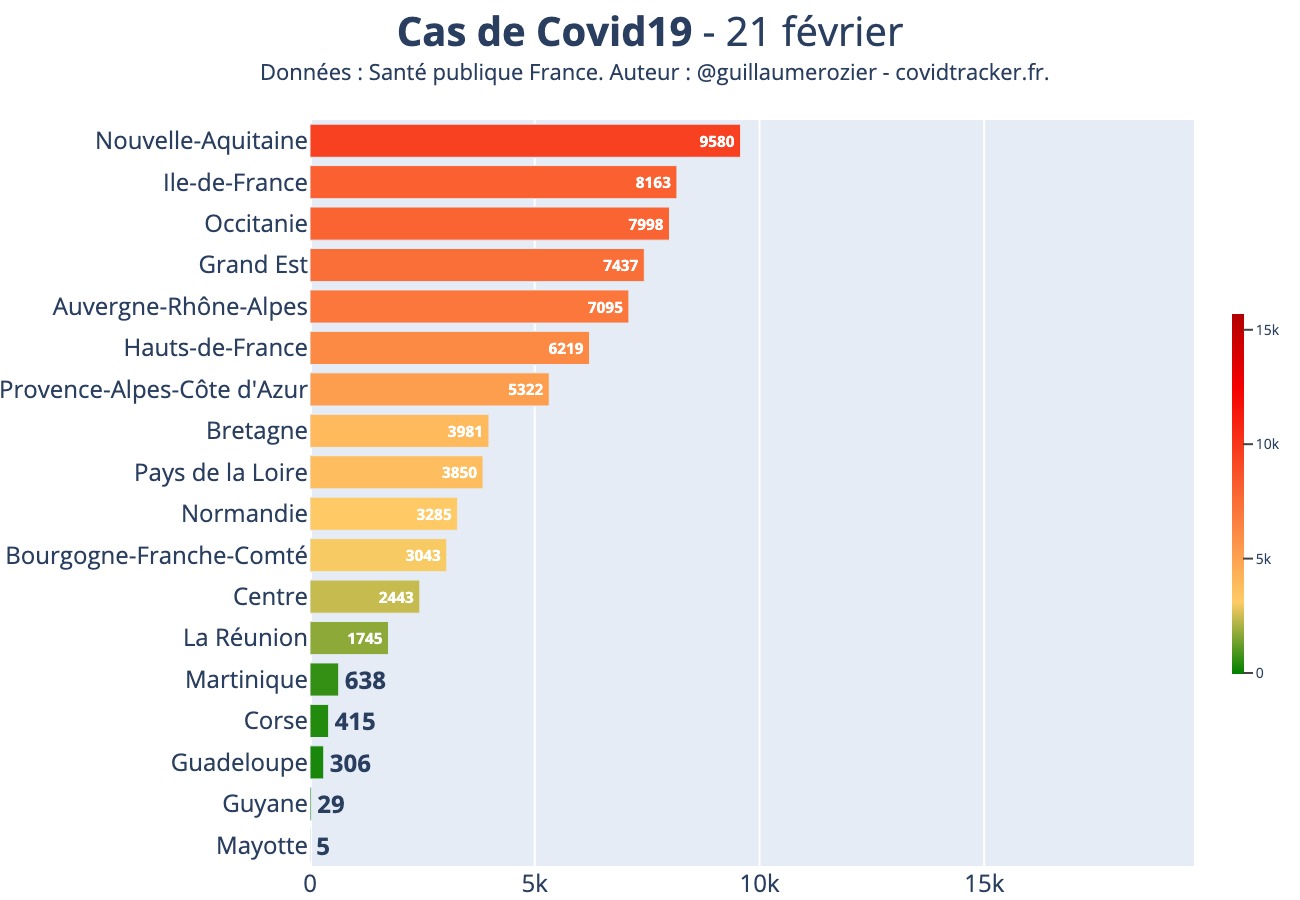 Cas de Covid19 - 21 février
Données : Santé publique France. Auteur : @guillaumerozier - covidtracker.fr.
Nouvelle-Aquitaine 9580
Ile-de-France 8163
Occitanie 7998
Grand Est 7437
Auvergne-Rhône-Alpes 7095
Hauts-de-France 6219
Provence-Alpes-Côte d'Azur 5322
Bretagne 3981
Pays de la Loire 3850
Normandie 3285
Bourgogne-Franche-Comté 3043
Centre 2443
La Réunion 1745
Martinique 638
Corse 415
Guadeloupe 306
Guyane 29
Mayotte 5
0 5k 10k 15k
15k
10k
5k
0